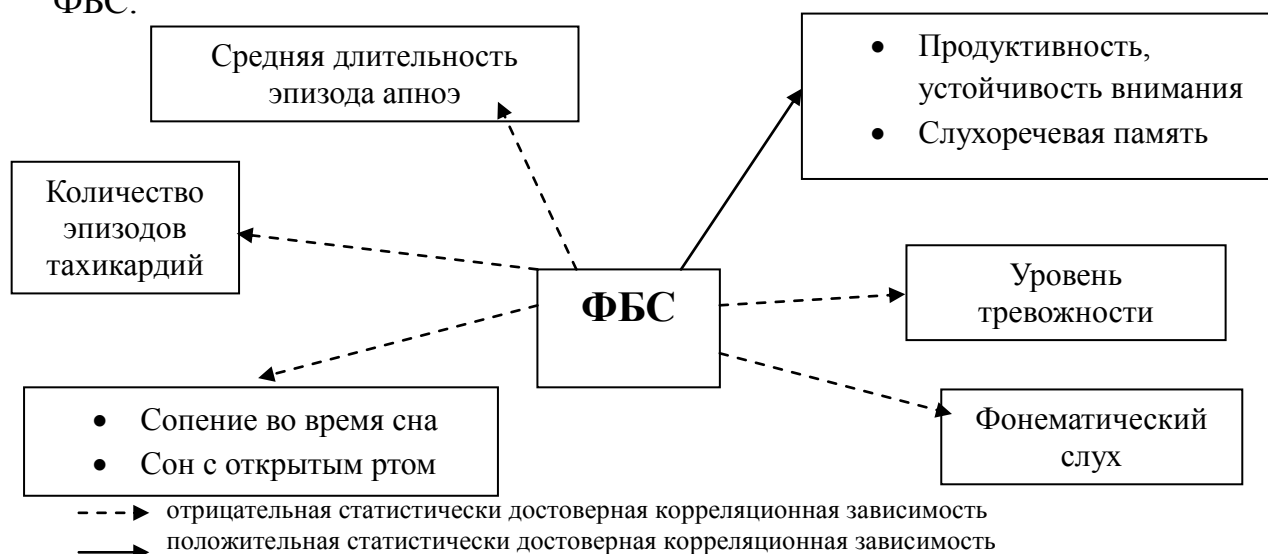 ФБС.
Средняя длительность
эпизода апноэ
• Продуктивность,
устойчивость внимания
• Слухоречевая память
Количество
эпизодов
тахикардий
ФБС
Уровень
тревожности
• Сопение во время сна
• Сон с открытым ртом
Фонематический
слух
отрицательная статистически достоверная корреляционная зависимость
положительная статистически достоверная корреляционная зависимость